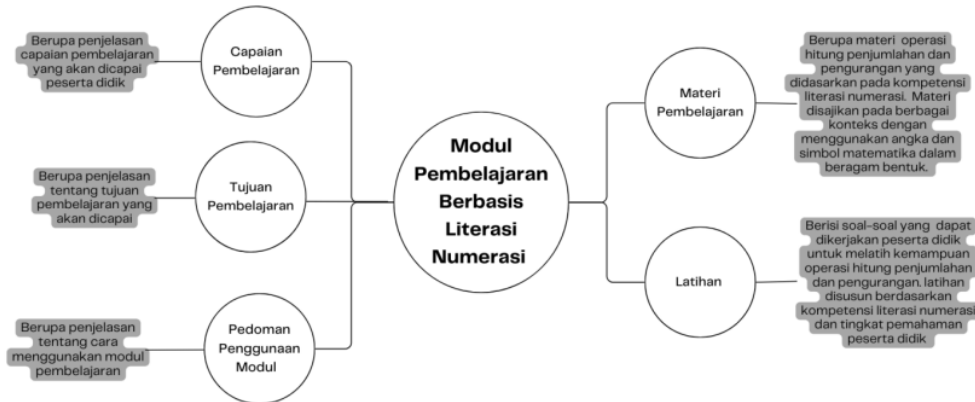 Berupa penjelasan
capaian pembelajaran
yang akan dicapai
peserta didik
Capaian
Pembelajaran
Berupa penjelasan
tentang tujuan
pembelajaran yang
akan dicapai
Tujuan
Pembelajaran
Berupa penjelasan
tentang cara
menggunakan modul
pembelajaran
Pedoman
Penggunaan
Modul
Modul
Pembelajaran
Berbasis
Literasi
Numerasi
Materi
Pembelajaran
Berupa materi operasi
hitung penjumlahan dan
pengurangan yang
didasarkan pada kompetensi
literasi numerasi. Materi
disajikan pada berbagai
konteks dengan
menggunakan angka dan
simbol matematika dalam
beragam bentuk.
Latihan
Berisi soal-soal yang dapat
dikerjakan peserta didik
untuk melatih kemampuan
operasi hitung penjumlahan
dan pengurangan. latihan
disusun berdasarkan
kompetensi literasi numerasi
dan tingkat pemahaman
peserta didik